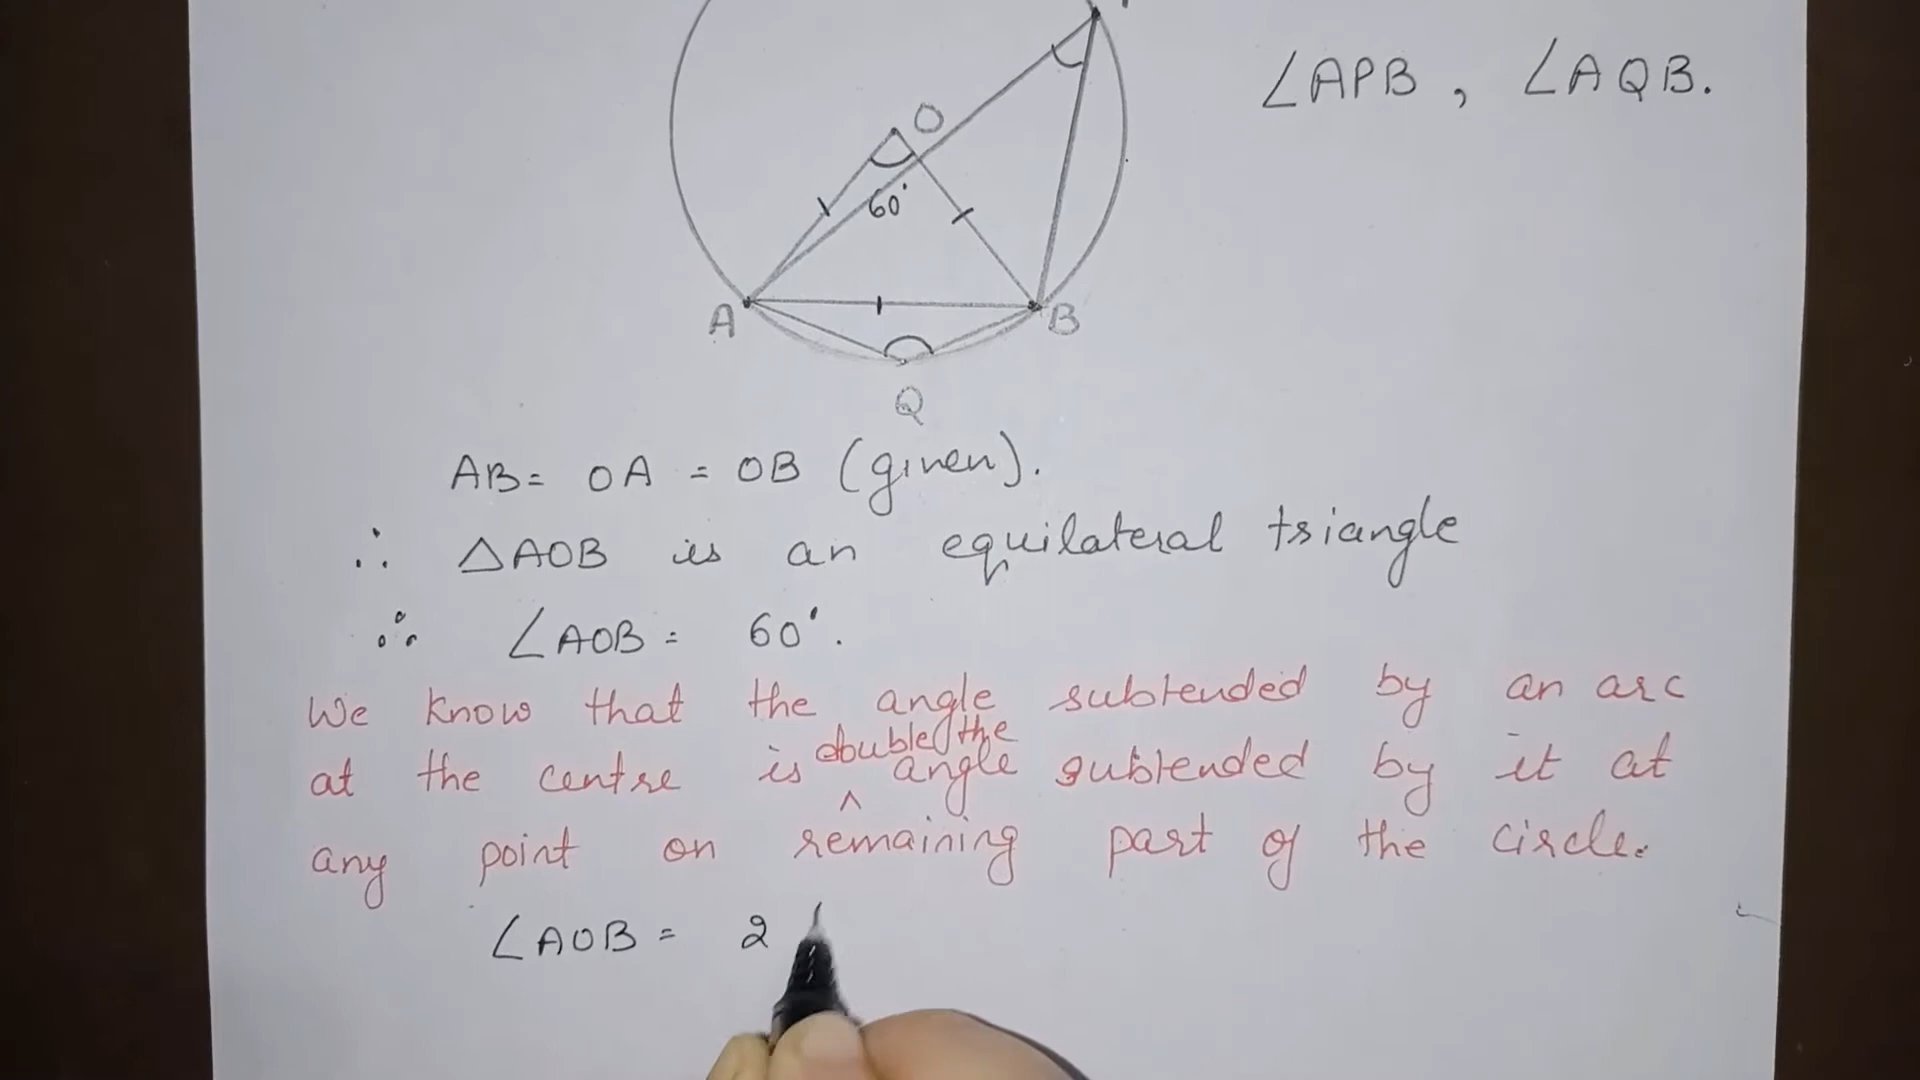 ∠APB , ∠AQB.
O
60°
A
B
Q
AB = OA = OB (given).
∴ △AOB is an equilateral triangle
∴ ∠AOB = 60°.
We know that the angle subtended by an arc
at the centre is double the angle subtended by it at
any point on remaining part of the circle.
∠AOB = 2